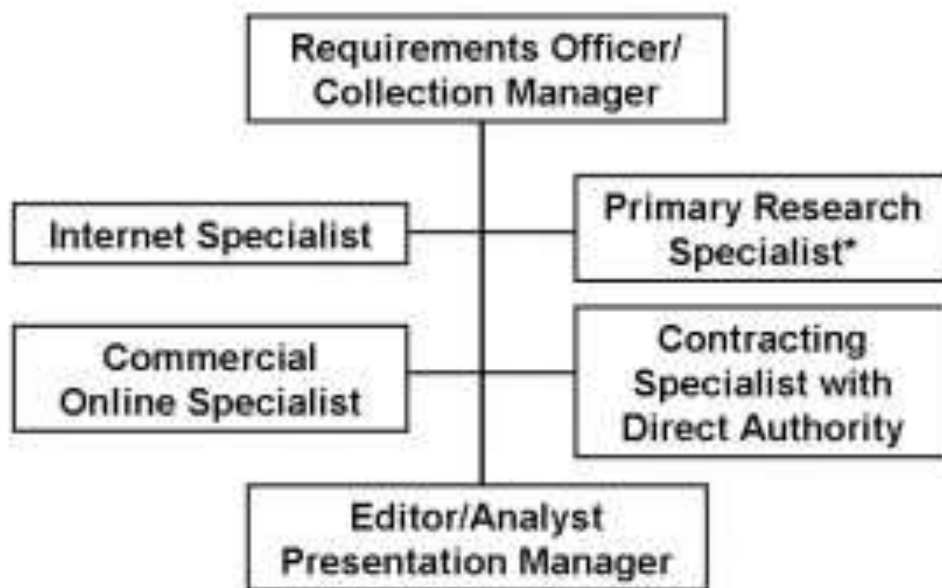 Requirements Officer/
Collection Manager
Internet Specialist
Primary Research
Specialist*
Commercial
Online Specialist
Contracting
Specialist with
Direct Authority
Editor/Analyst
Presentation Manager